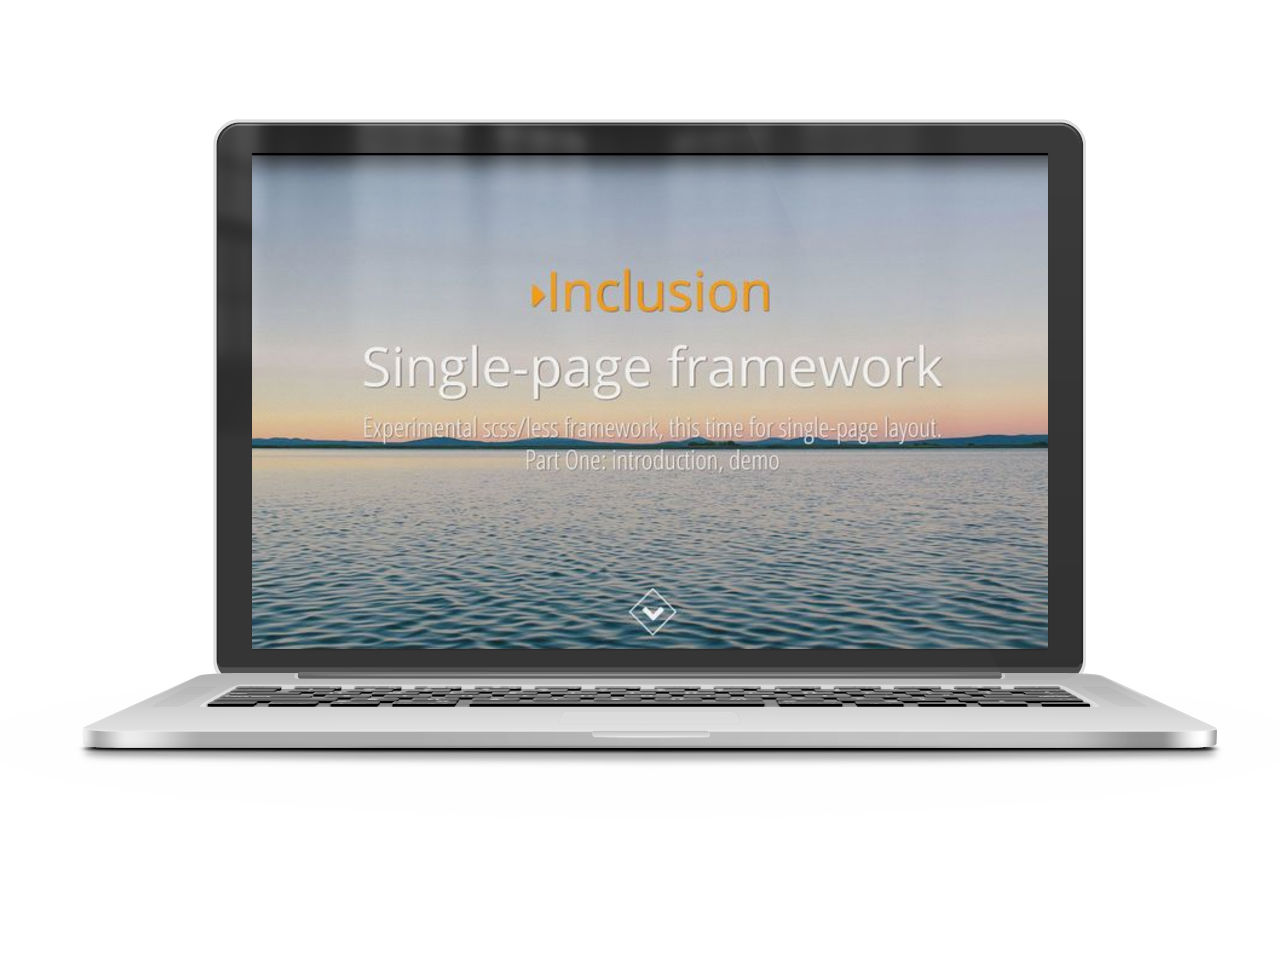 Inclusion
Single-page framework
Experimental scss/less framework, this time for single-page layout.
Part One: introduction, demo